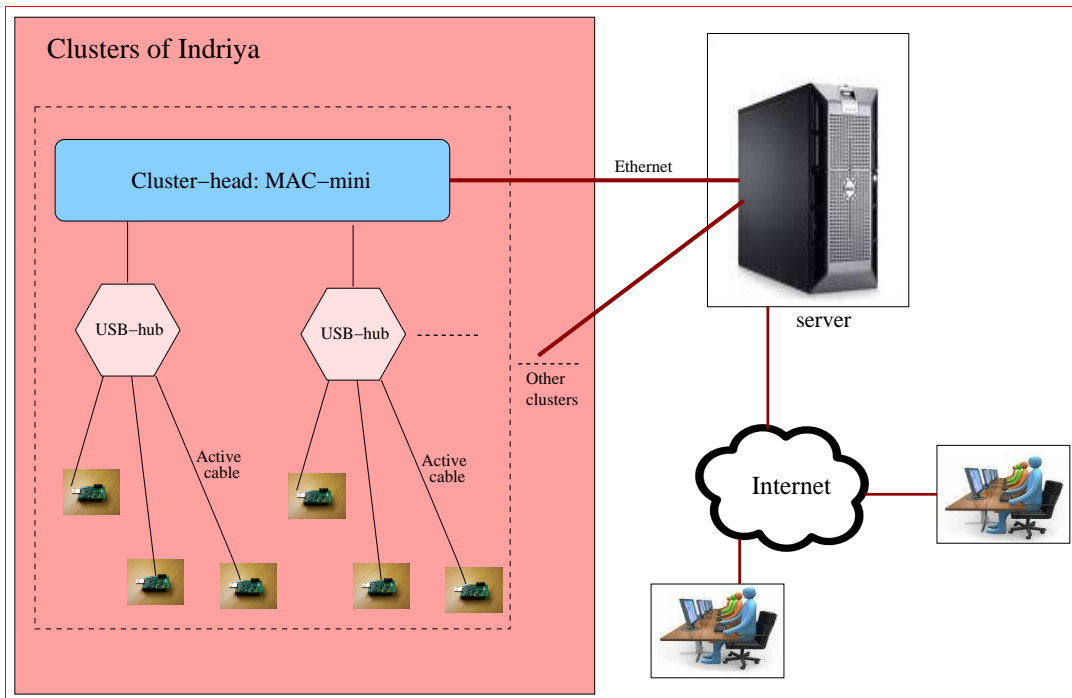 Clusters of Indriya
Cluster−head: MAC−mini
Ethernet
server
USB−hub
USB−hub
Other
clusters
Active
cable
Active
cable
Internet